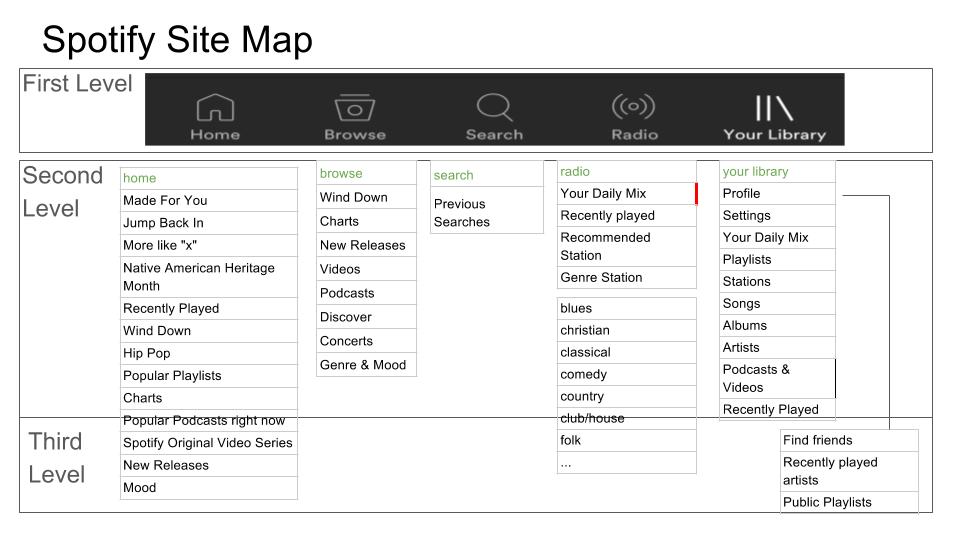 Spotify Site Map
First Level
Home
Browse
Search
Radio
Your Library
Second
Level
home
Made For You
Jump Back In
More like "x"
Native American Heritage
Month
Recently Played
Wind Down
Hip Pop
Popular Playlists
Charts
Popular Podcasts right now
Spotify Original Video Series
New Releases
Mood
browse
Wind Down
Charts
New Releases
Videos
Podcasts
Discover
Concerts
Genre & Mood
search
Previous
Searches
radio
Your Daily Mix
Recently played
Recommended
Station
Genre Station
blues
christian
classical
comedy
country
club/house
folk
...
your library
Profile
Settings
Your Daily Mix
Playlists
Stations
Songs
Albums
Artists
Podcasts &
Videos
Recently Played
Third
Level
Find friends
Recently played
artists
Public Playlists